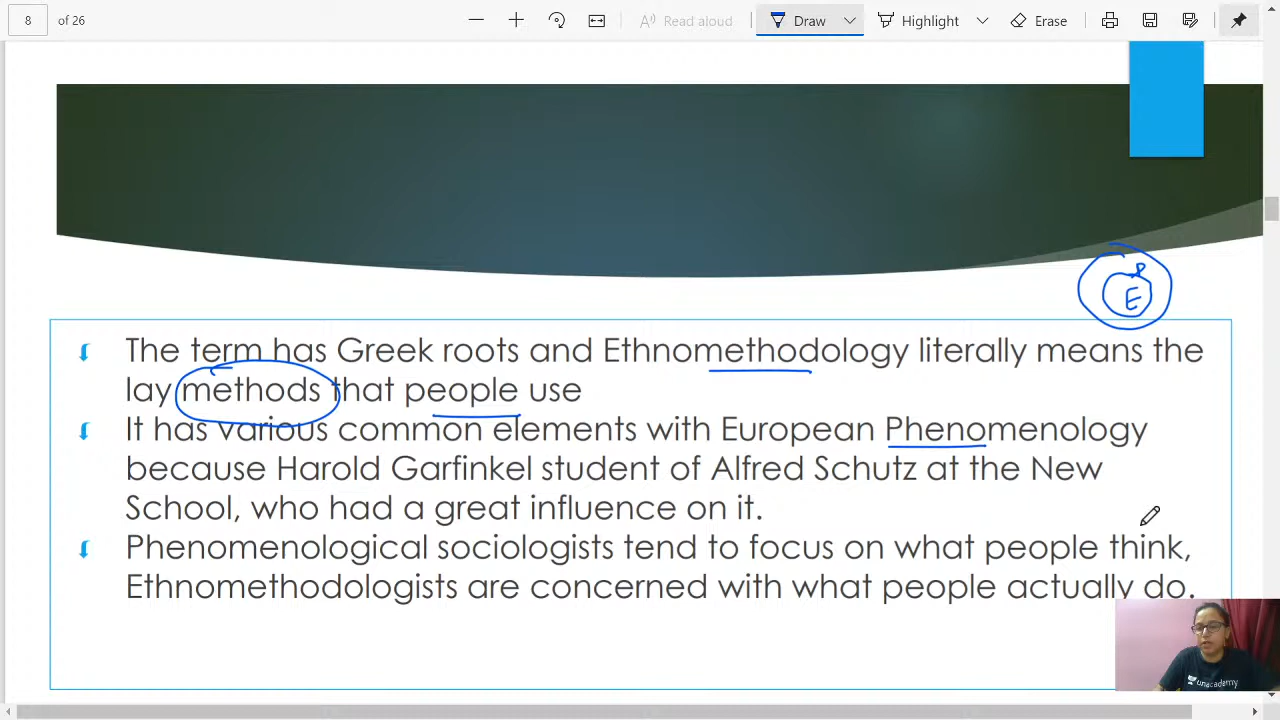 8 of 26 Read aloud Draw Highlight Erase
P
E
The term has Greek roots and Ethnomethodology literally means the
lay methods that people use
It has various common elements with European Phenomenology
because Harold Garfinkel student of Alfred Schutz at the New
School, who had a great influence on it.
Phenomenological sociologists tend to focus on what people think,
Ethnomethodologists are concerned with what people actually do.
unacademy